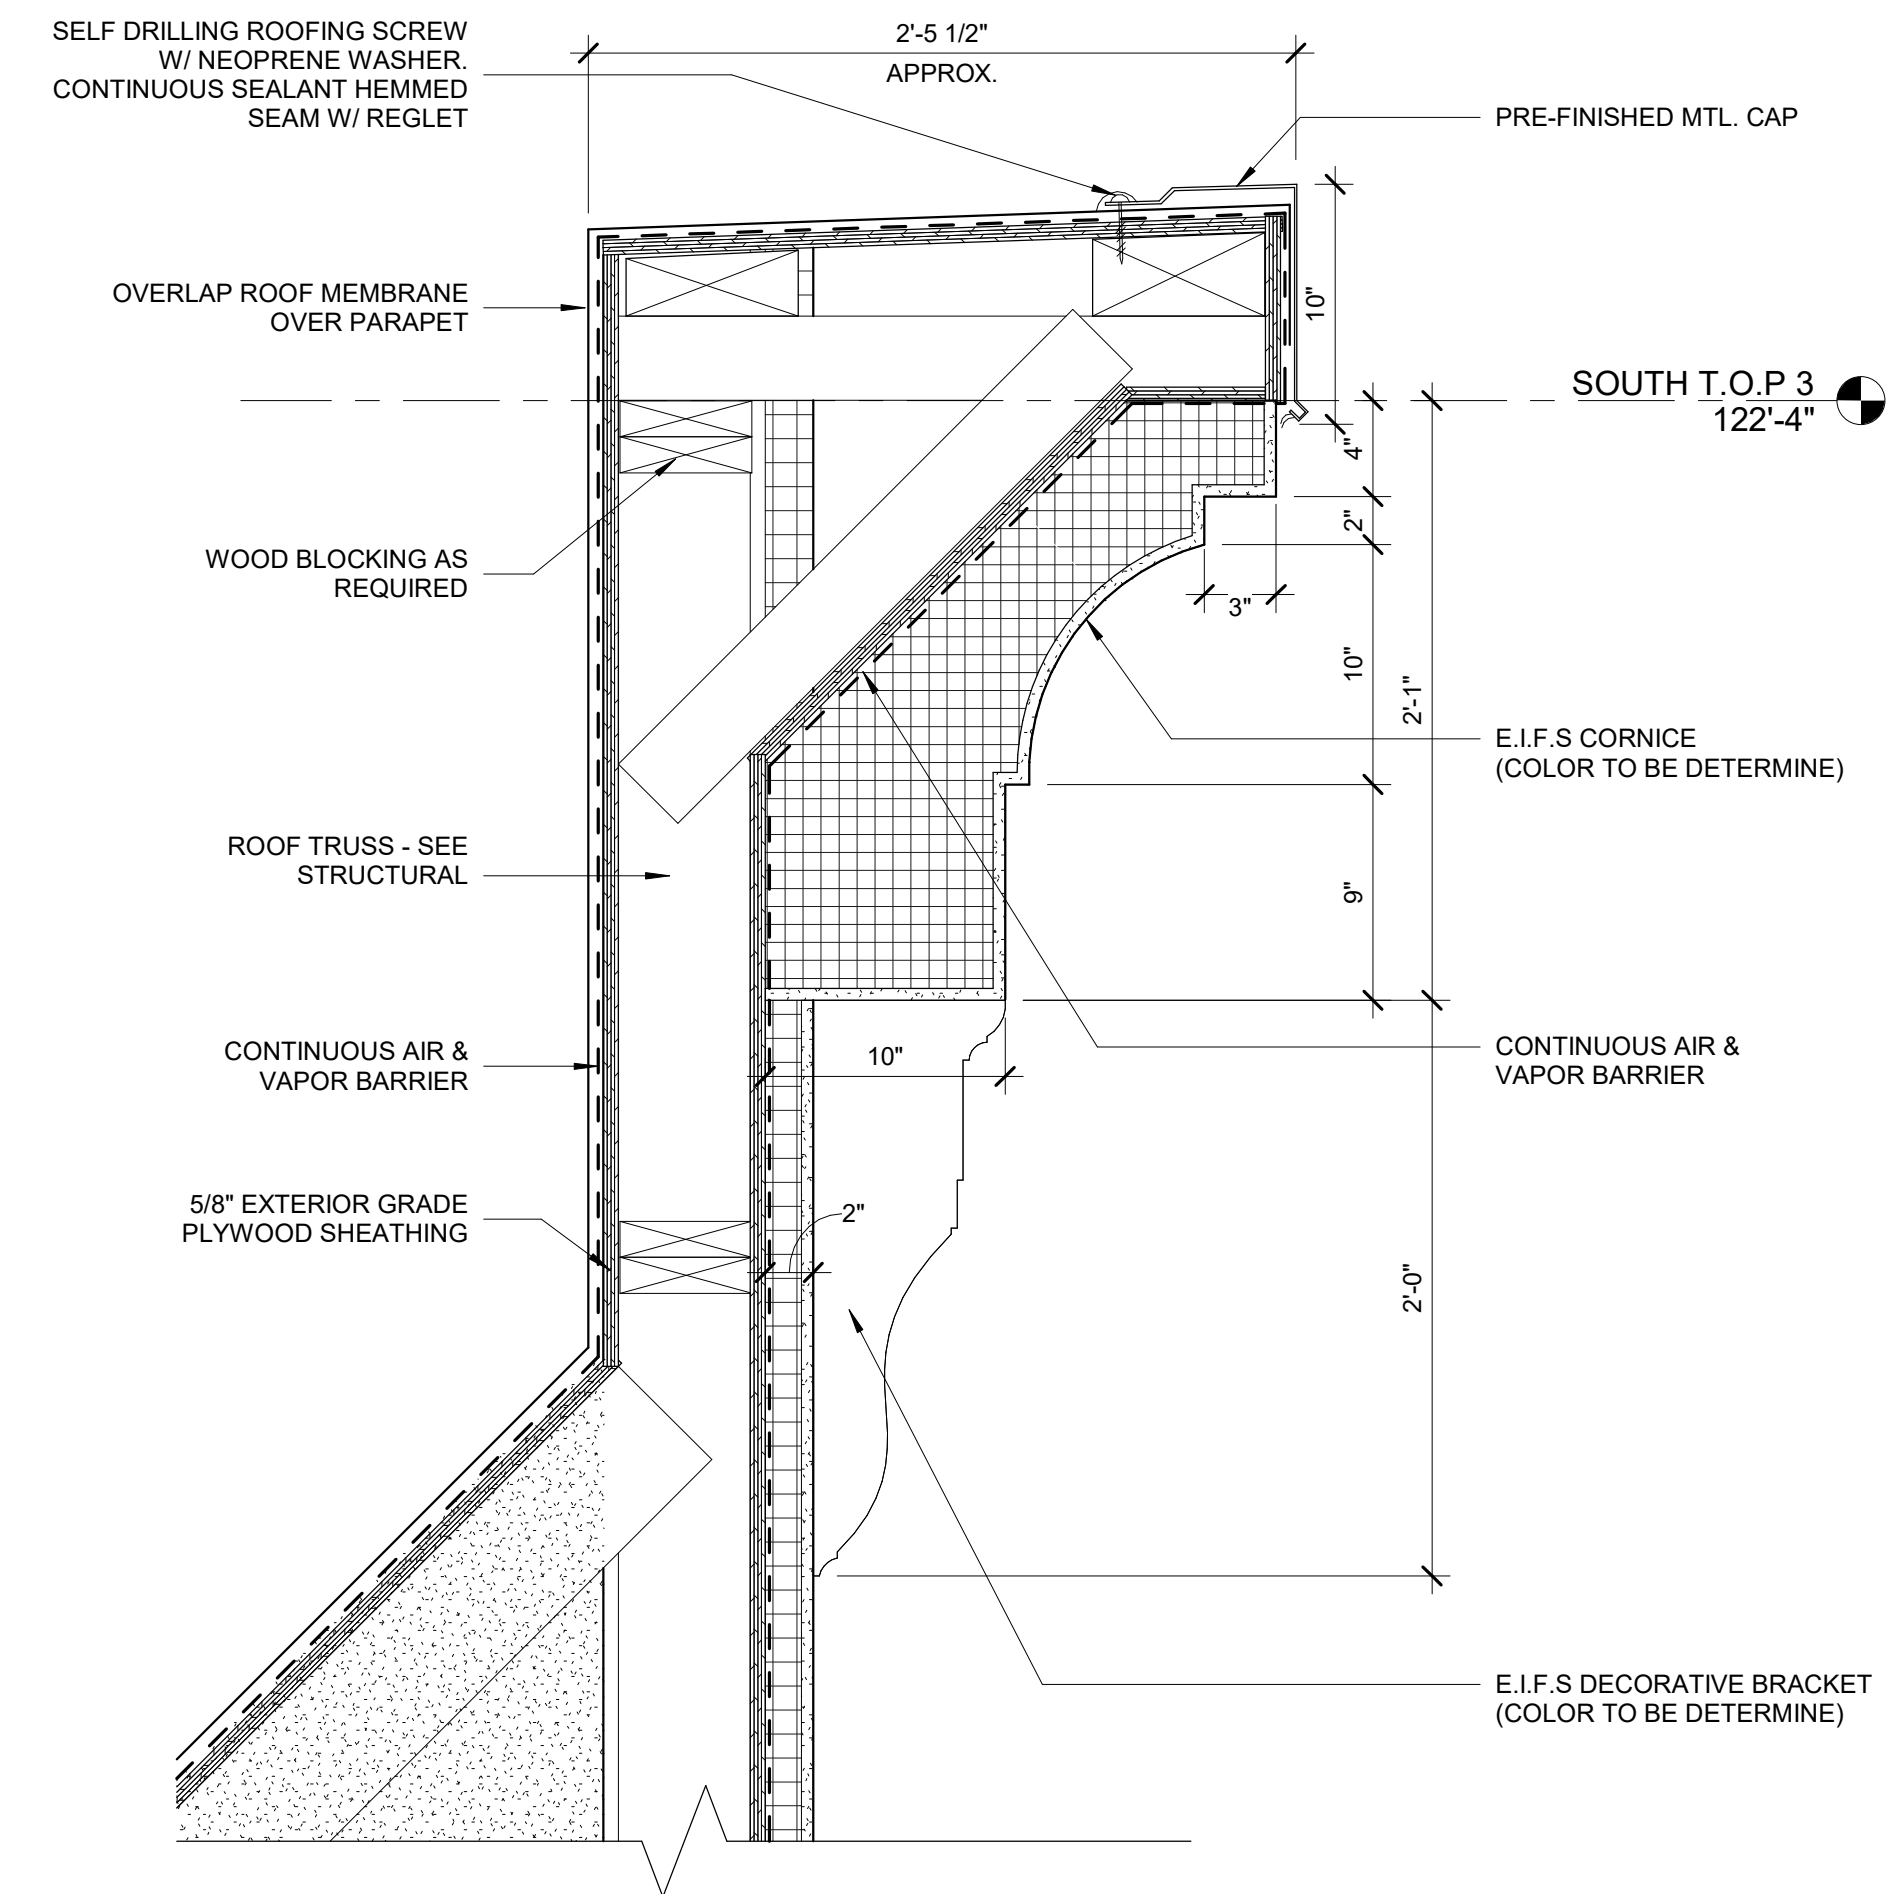 SELF DRILLING ROOFING SCREW
W/ NEOPRENE WASHER.
CONTINUOUS SEALANT HEMMED
SEAM W/ REGLET
2'-5 1/2"
APPROX.
PRE-FINISHED MTL. CAP
OVERLAP ROOF MEMBRANE
OVER PARAPET
10"
SOUTH T.O.P 3
122'-4"
4"
2"
3"
WOOD BLOCKING AS
REQUIRED
10"
2'-1"
E.I.F.S CORNICE
(COLOR TO BE DETERMINE)
ROOF TRUSS - SEE
STRUCTURAL
9"
CONTINUOUS AIR &
VAPOR BARRIER
10"
CONTINUOUS AIR &
VAPOR BARRIER
5/8" EXTERIOR GRADE
PLYWOOD SHEATHING
2"
2'-0"
E.I.F.S DECORATIVE BRACKET
(COLOR TO BE DETERMINE)